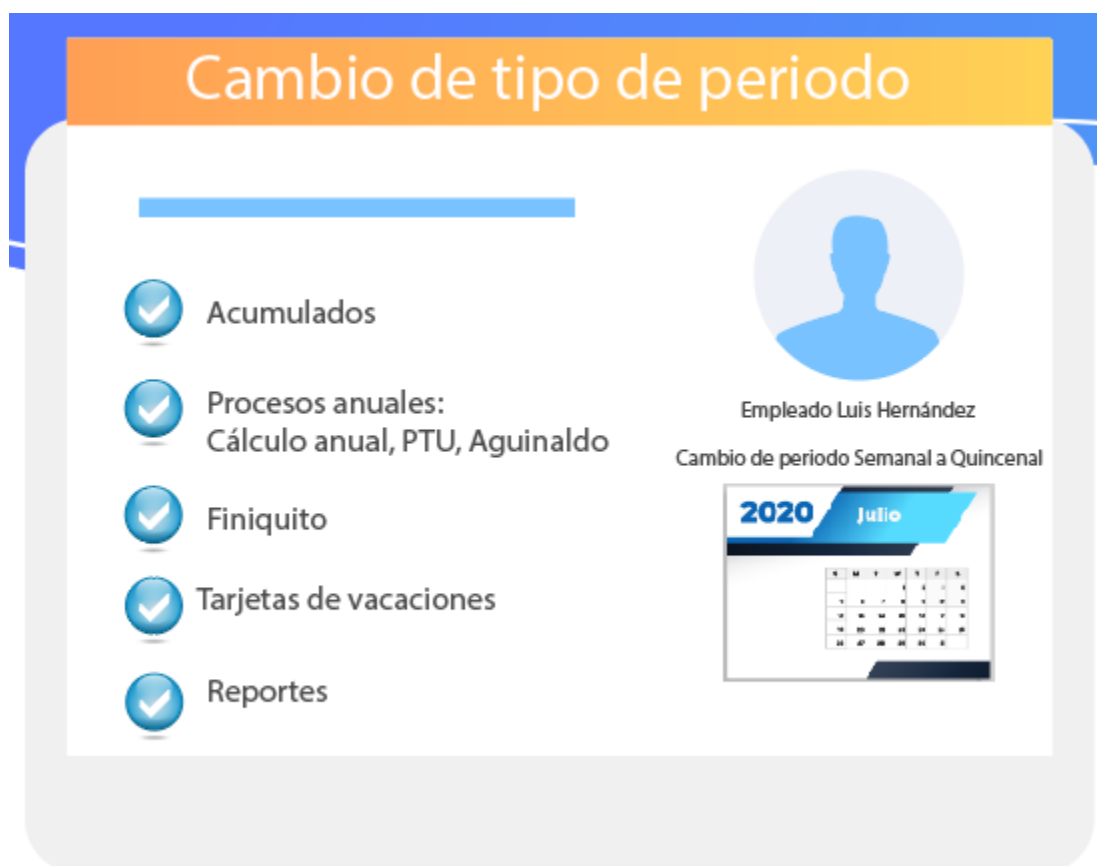 Cambio de tipo de periodo
Acumulados
Procesos anuales:
Cálculo anual, PTU, Aguinaldo
Finiquito
Tarjetas de vacaciones
Reportes
Empleado Luis Hernández
Cambio de periodo Semanal a Quincenal
2020 Julio